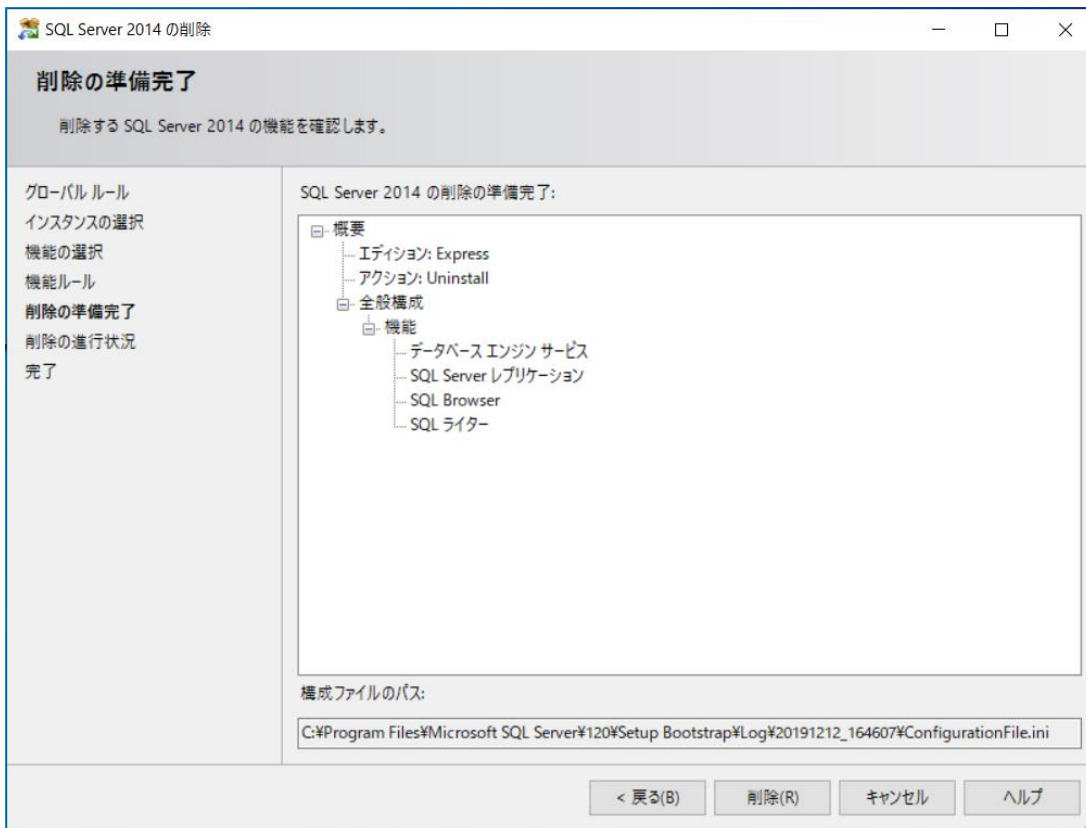 SQL Server 2014 の削除
削除の準備完了
削除する SQL Server 2014 の機能を確認します。
グローバル ルール
インスタンスの選択
機能の選択
機能ルール
削除の準備完了
削除の進行状況
完了
SQL Server 2014 の削除の準備完了:
概要
エディション: Express
アクション: Uninstall
全般構成
機能
データベース エンジン サービス
SQL Server レプリケーション
SQL Browser
SQL ライター
構成ファイルのパス:
C:¥Program Files¥Microsoft SQL Server¥120¥Setup Bootstrap¥Log¥20191212_164607¥ConfigurationFile.ini
< 戻る(B) 削除(R) キャンセル ヘルプ